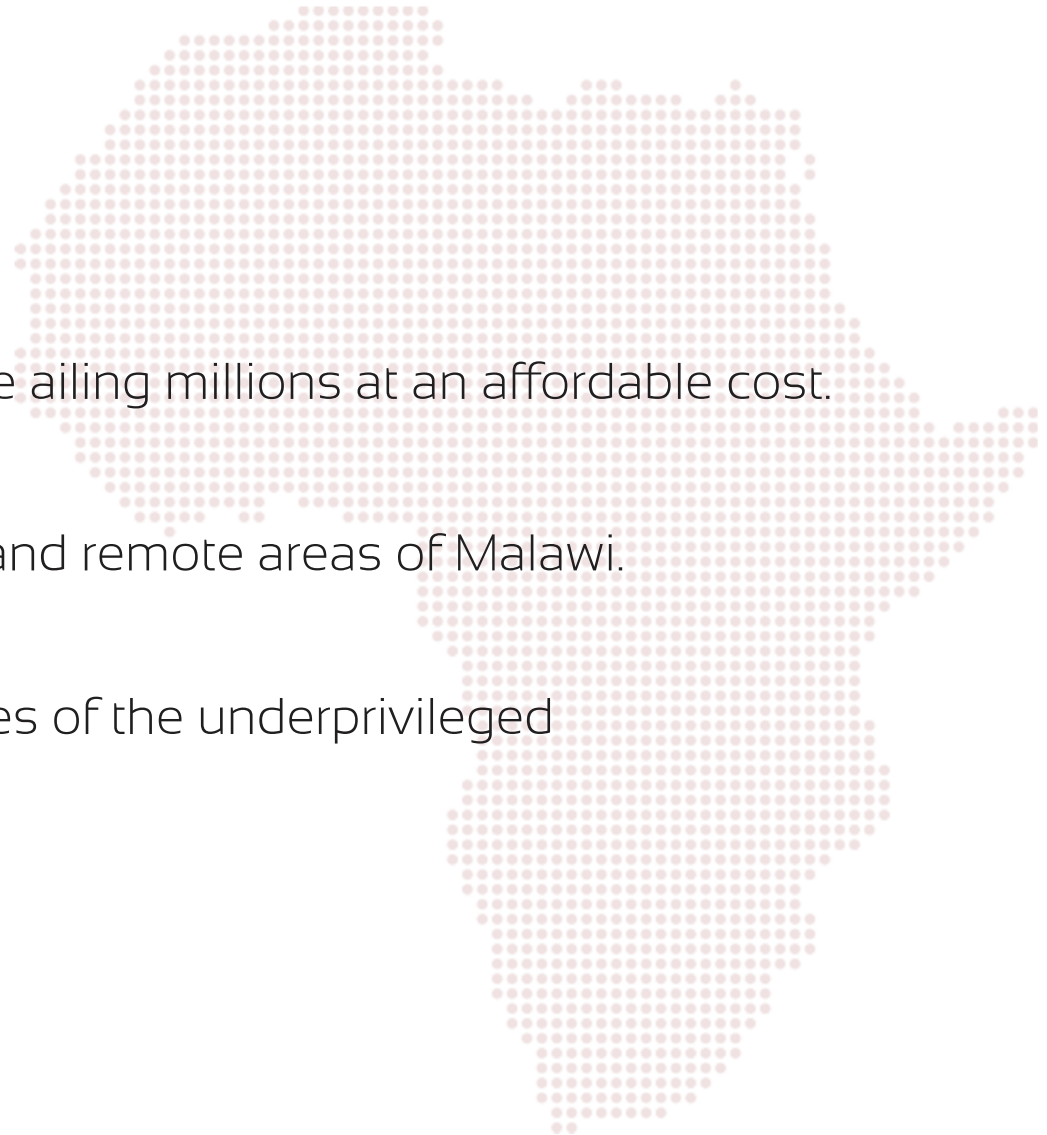 e ailing millions at an affordable cost.
and remote areas of Malawi.
es of the underprivileged